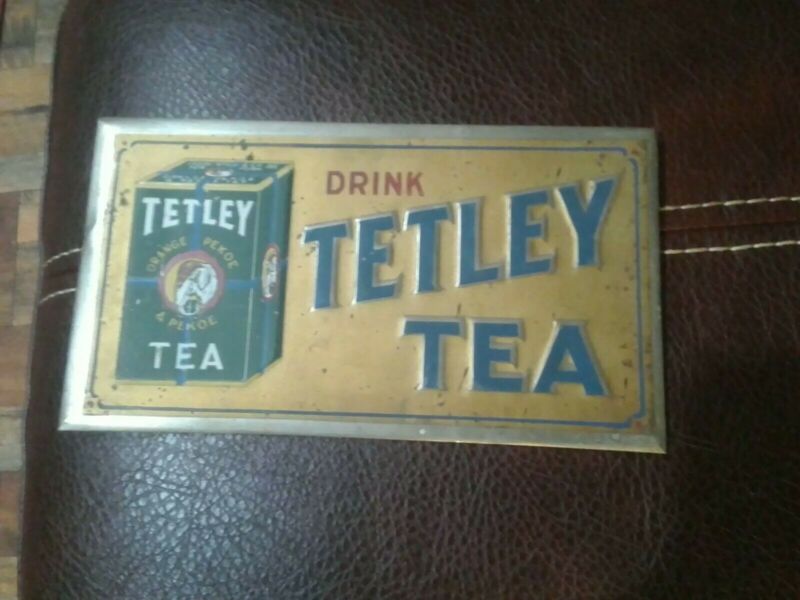 TETLEY
ORANGE PEKOE
& PEKOE
TEA
DRINK
TETLEY
TEA